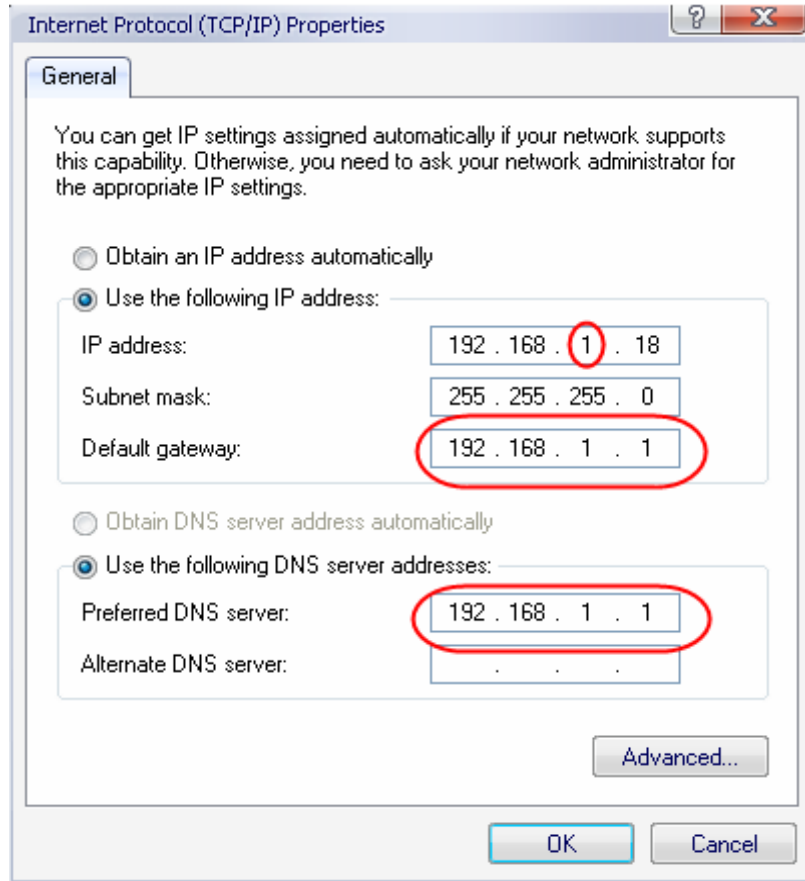 Internet Protocol (TCP/IP) Properties
General
You can get IP settings assigned automatically if your network supports
this capability. Otherwise, you need to ask your network administrator for
the appropriate IP settings.
Obtain an IP address automatically
Use the following IP address:
IP address: 192 . 168 . 1 . 18
Subnet mask: 255 . 255 . 255 . 0
Default gateway: 192 . 168 . 1 . 1
Obtain DNS server address automatically
Use the following DNS server addresses:
Preferred DNS server: 192 . 168 . 1 . 1
Alternate DNS server: . . .
Advanced...
OK Cancel